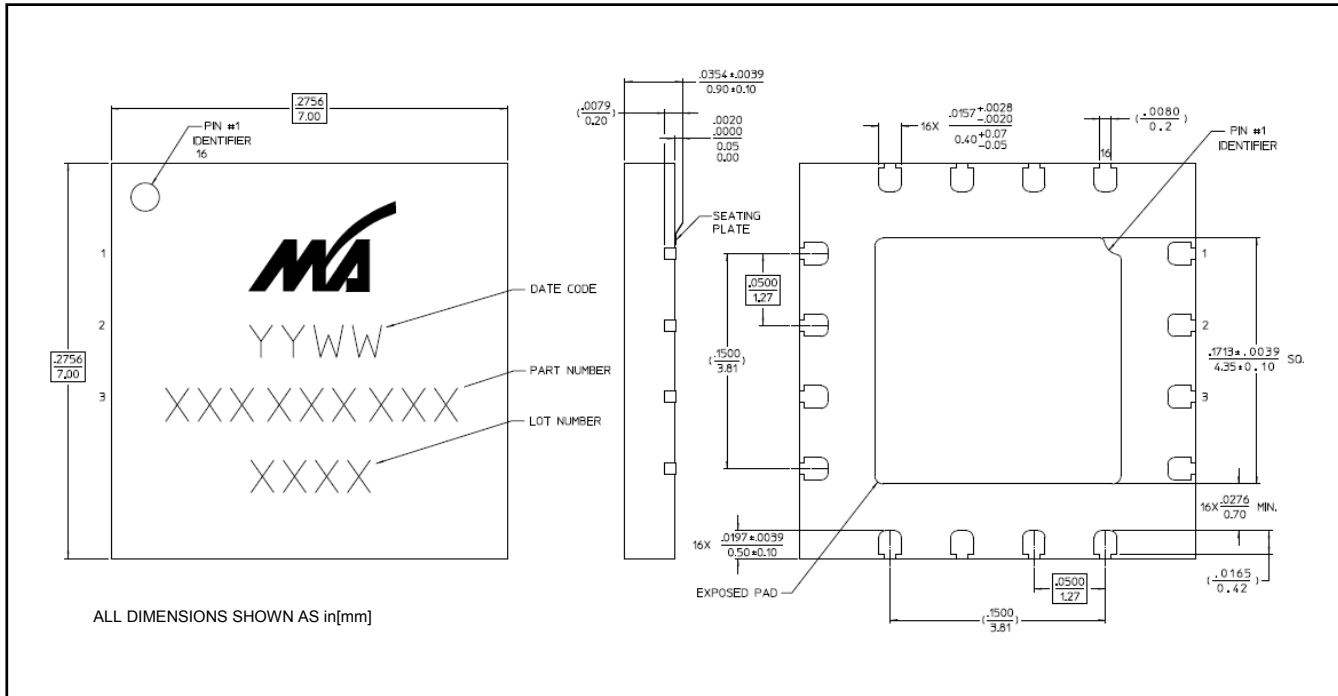 .2756
7.00
PIN #1
IDENTIFIER
16
.2756
7.00
1
2
3
MA
YYWW
XXXXXXXXX
XXXX
DATE CODE
PART NUMBER
LOT NUMBER
.0354±.0039
0.90±0.10
(.0079
0.20)
.0020
.0000
0.05
0.00
SEATING
PLATE
16X .0157 +.0028 -.0020
0.40 +0.07 -0.05
(.0080
0.2)
PIN #1
IDENTIFIER
16
1
2
3
.0500
1.27
(.1500
3.81)
.1713±.0039
4.35±0.10 SQ.
16X .0276
0.70 MIN.
16X .0197±.0039
0.50±0.10
EXPOSED PAD
.0500
1.27
(.1500
3.81)
(.0165
0.42)
ALL DIMENSIONS SHOWN AS in[mm]